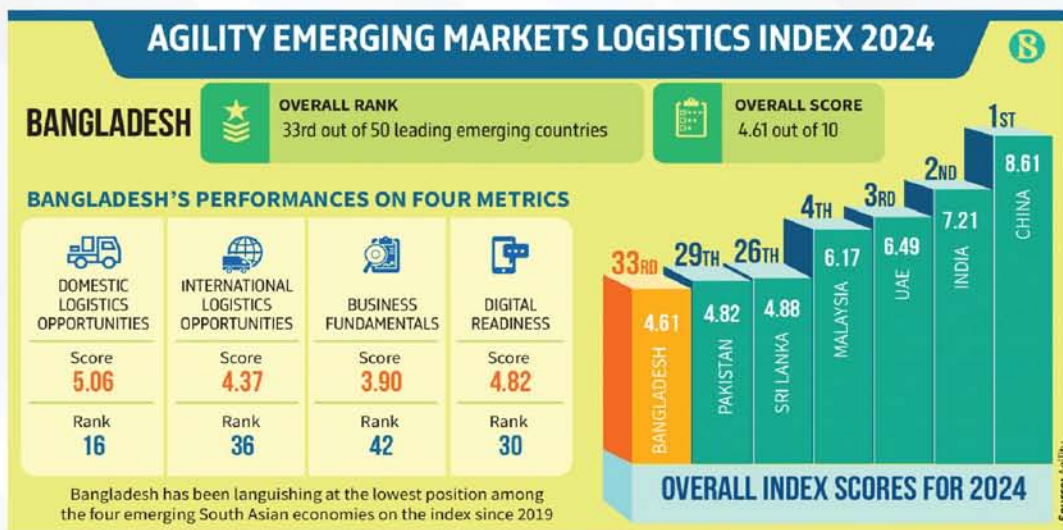 AGILITY EMERGING MARKETS LOGISTICS INDEX 2024
BANGLADESH
OVERALL RANK
33rd out of 50 leading emerging countries
OVERALL SCORE
4.61 out of 10
BANGLADESH'S PERFORMANCES ON FOUR METRICS
DOMESTIC
LOGISTICS
OPPORTUNITIES
Score
5.06
Rank
16
INTERNATIONAL
LOGISTICS
OPPORTUNITIES
Score
4.37
Rank
36
BUSINESS
FUNDAMENTALS
Score
3.90
Rank
42
DIGITAL
READINESS
Score
4.82
Rank
30
Bangladesh has been languishing at the lowest position among
the four emerging South Asian economies on the index since 2019
33RD
4.61
BANGLADESH
29TH
4.82
PAKISTAN
26TH
4.88
SRI LANKA
4TH
6.17
MALAYSIA
3RD
6.49
UAE
2ND
7.21
INDIA
1ST
8.61
CHINA
OVERALL INDEX SCORES FOR 2024